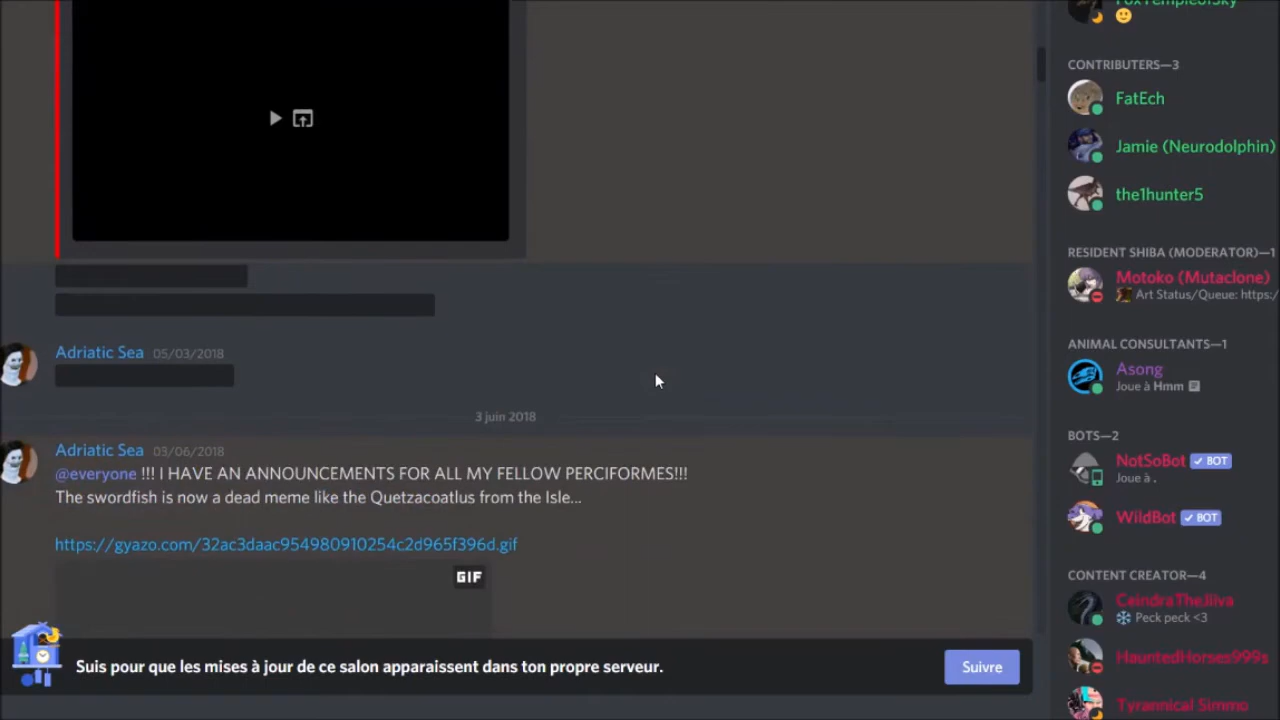 FoxTempleofSky
CONTRIBUTERS—3
FatEch
Jamie (Neurodolphin)
the1hunter5
RESIDENT SHIBA (MODERATOR)—1
Motoko (Mutaclone)
Art Status/Queue: https:/
ANIMAL CONSULTANTS—1
Asong
Joue à Hmm
BOTS—2
NotSoBot BOT
Joue à .
WildBot BOT
CONTENT CREATOR—4
CeindraTheJiiva
Peck peck <3
HauntedHorses999s
Tyrannical Simmo
Adriatic Sea 05/03/2018
3 juin 2018
Adriatic Sea 03/06/2018
@everyone !!! I HAVE AN ANNOUNCEMENTS FOR ALL MY FELLOW PERCIFORMES!!!
The swordfish is now a dead meme like the Quetzacoatlus from the Isle...
https://gyazo.com/32ac3daac954980910254c2d965f396d.gif
GIF
Suis pour que les mises à jour de ce salon apparaissent dans ton propre serveur.
Suivre